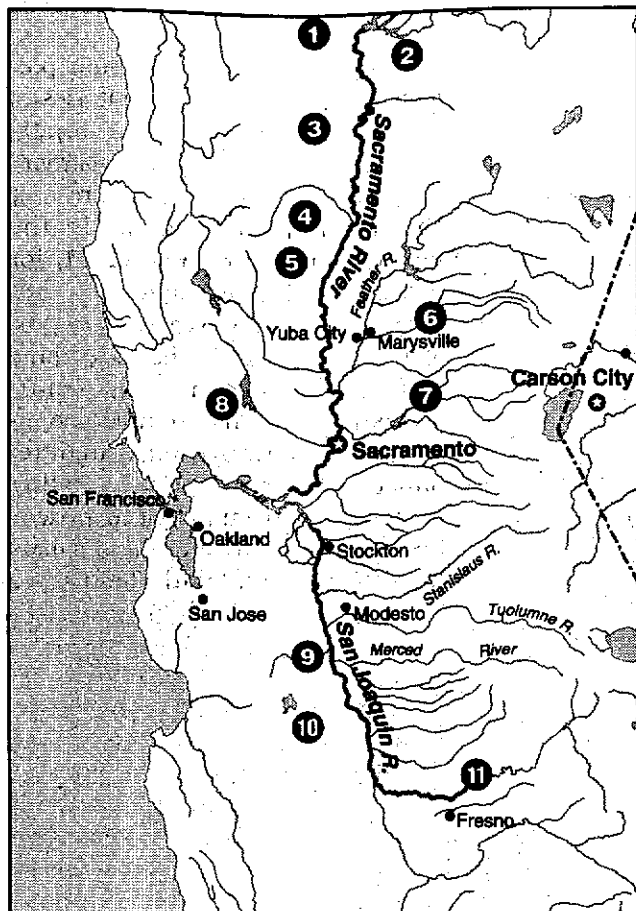 1
2
3
Sacramento River
4
5
Feather R.
6
Yuba City
Marysville
7
Carson City
8
Sacramento
San Francisco
Oakland
Stockton
Stanislaus R.
San Jose
Modesto
Tuolumne R.
San Joaquin R.
9
Merced River
10
11
Fresno